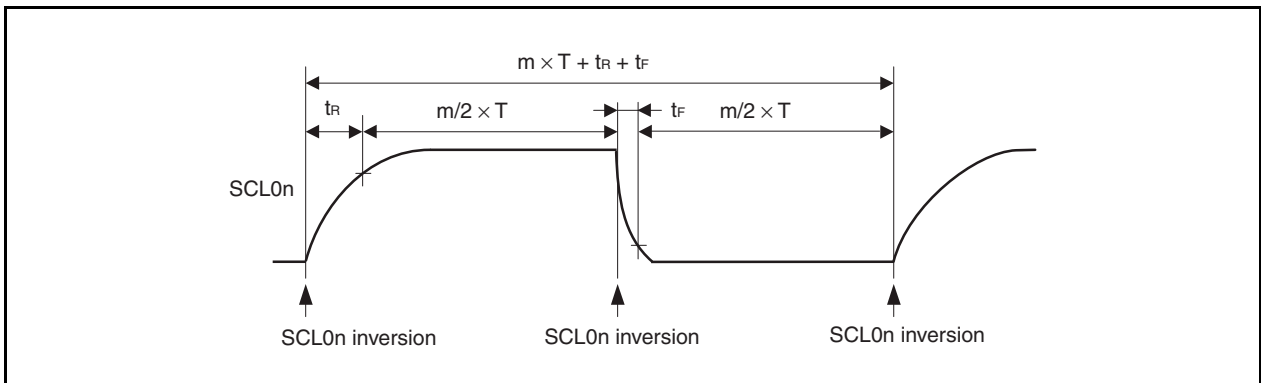 m × T + tR + tF
tR
m/2 × T
tF
m/2 × T
SCL0n
SCL0n inversion
SCL0n inversion
SCL0n inversion